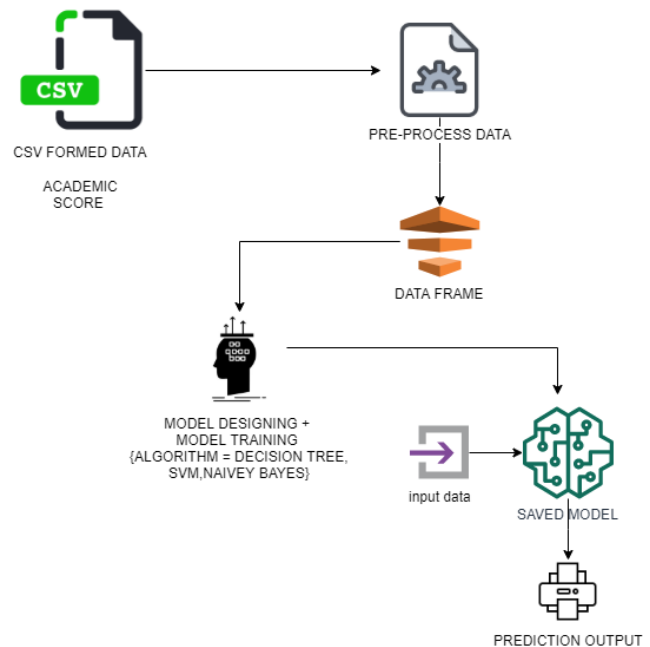 CSV
CSV FORMED DATA
ACADEMIC
SCORE
PRE-PROCESS DATA
DATA FRAME
MODEL DESIGNING +
MODEL TRAINING
{ALGORITHM = DECISION TREE,
SVM,NAIVEY BAYES}
input data
SAVED MODEL
PREDICTION OUTPUT